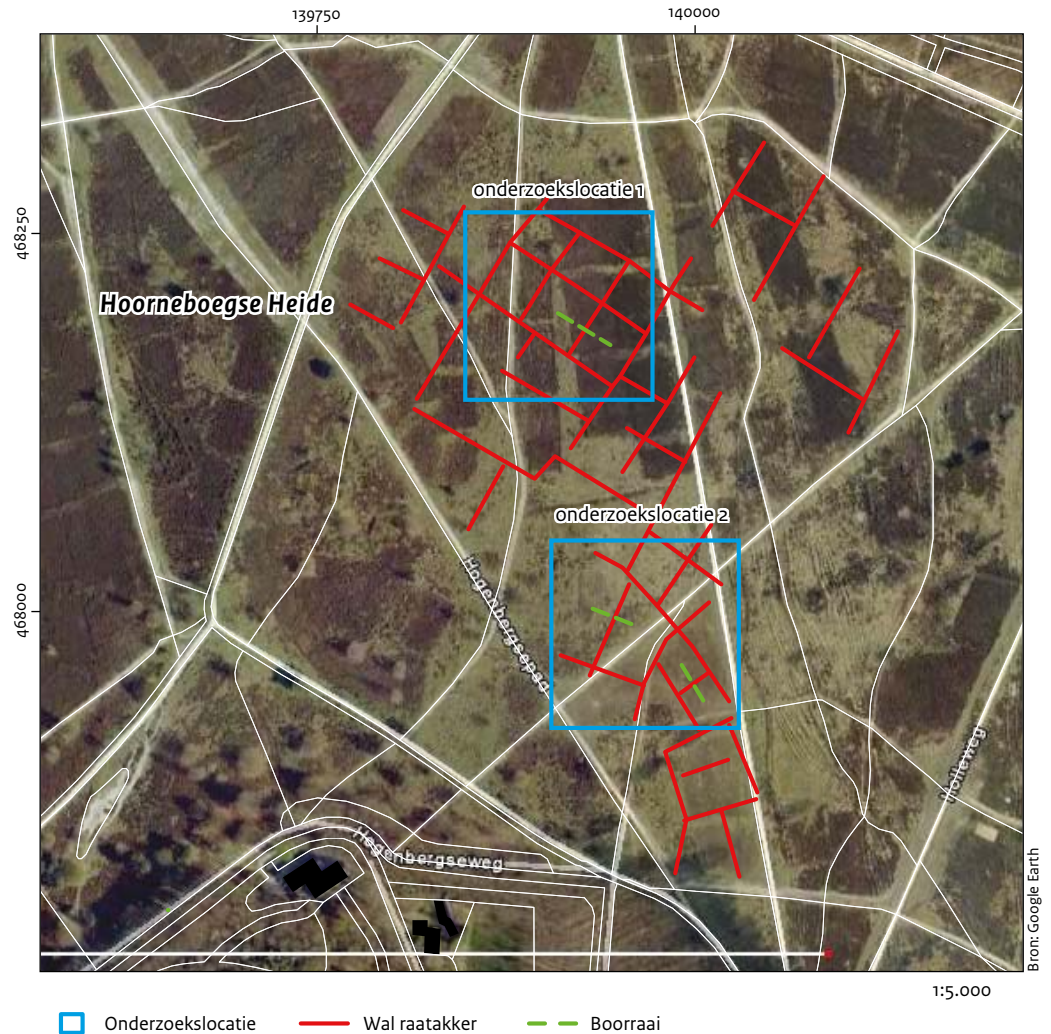 139750
140000
onderzoekslocatie 1
468250
Hoorneboegse Heide
onderzoekslocatie 2
Hogenbergsepad
468000
Molleweg
Hogenbergseweg
Bron: Google Earth
1:5.000
Onderzoekslocatie
Wal raatakker
Boorraai